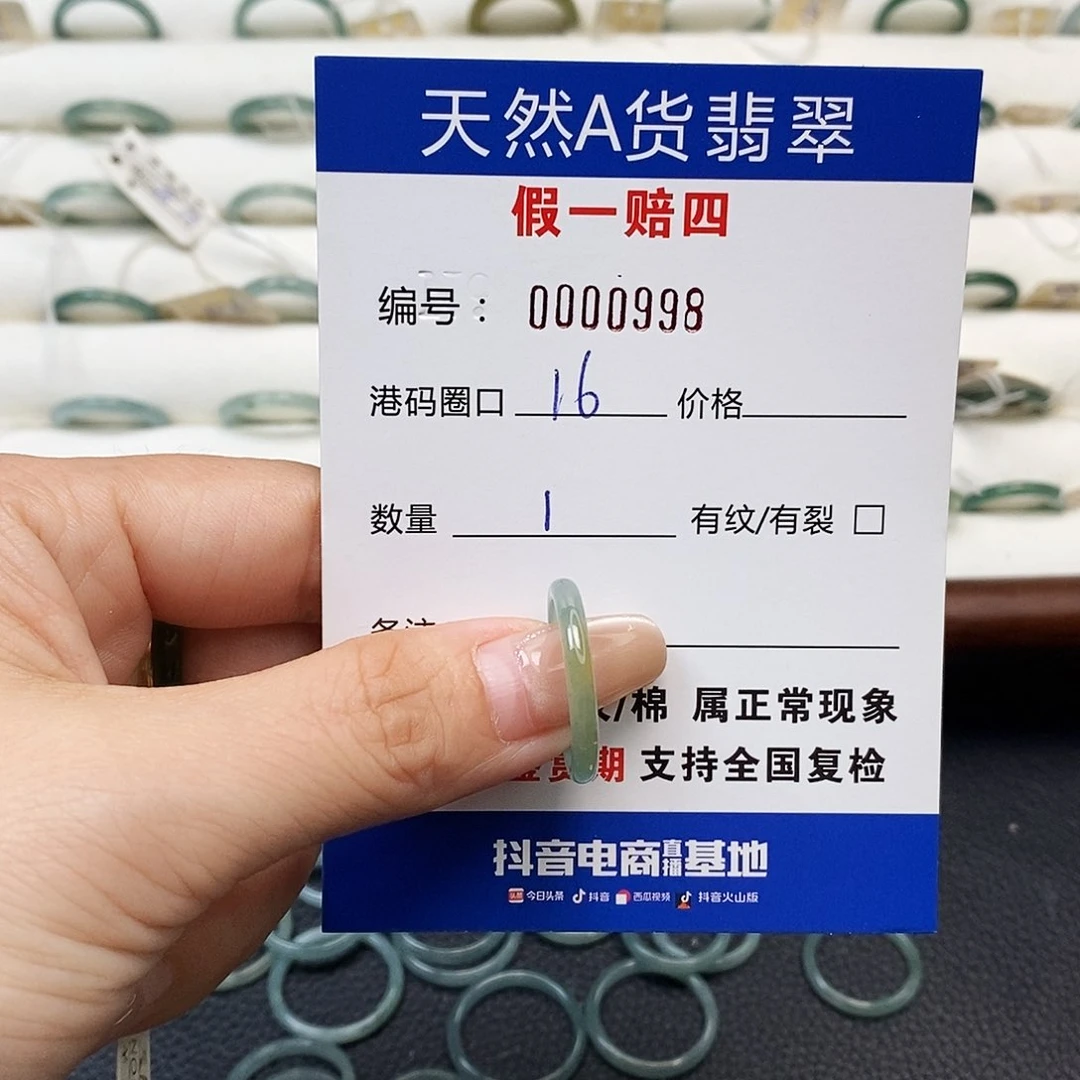 天然A货翡翠
假一赔四
编号： 0000998
港码圈口 16 价格
数量 1 有纹/有裂 □
备注
/棉 属正常现象
期 支持全国复检
抖音电商直播基地
今日头条 抖音 西瓜视频 抖音火山版